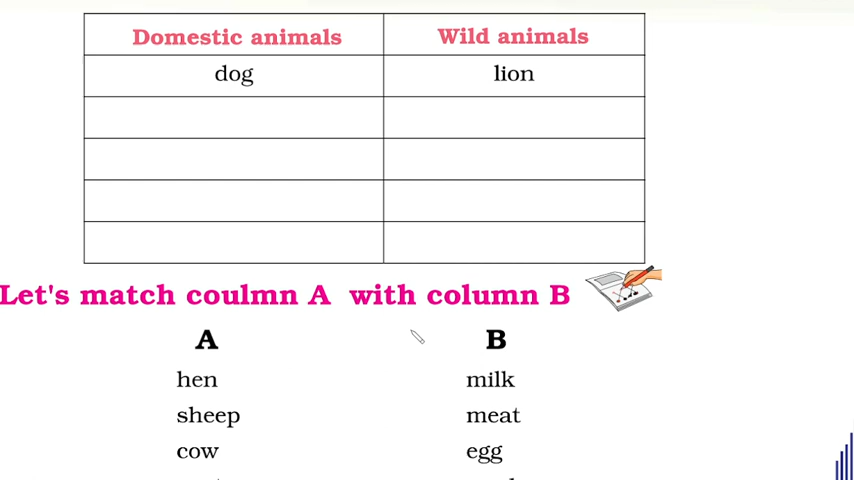 Domestic animals Wild animals
dog lion
Let's match coulmn A with column B
A B
hen milk
sheep meat
cow egg